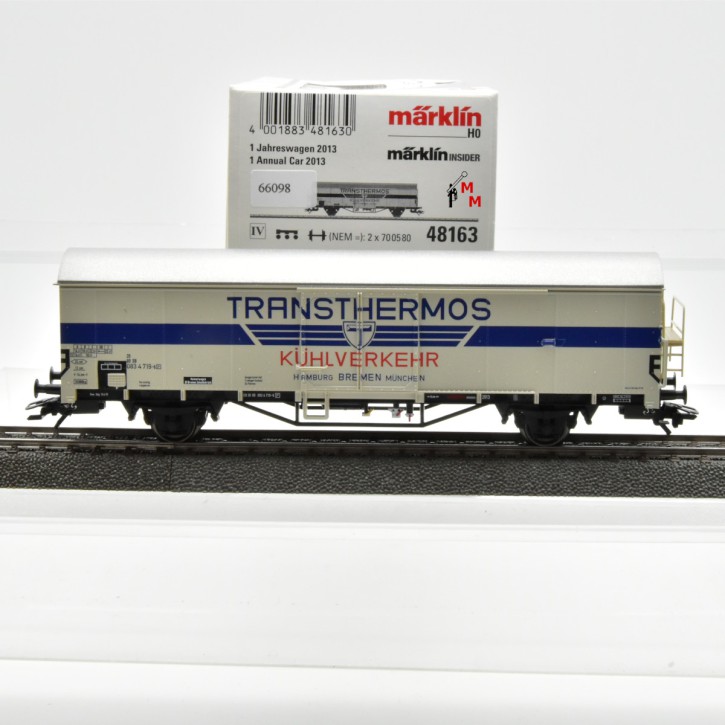 4 001883 481630
märklin
HO
1 Jahreswagen 2013
1 Annual Car 2013
märklin INSIDER
66098
TRANSTHERMOS
M
M
IV
(NEM =): 2 x 700580
48163
TRANSTHERMOS
KÜHLVERKEHR
HAMBURG BREMEN MÜNCHEN